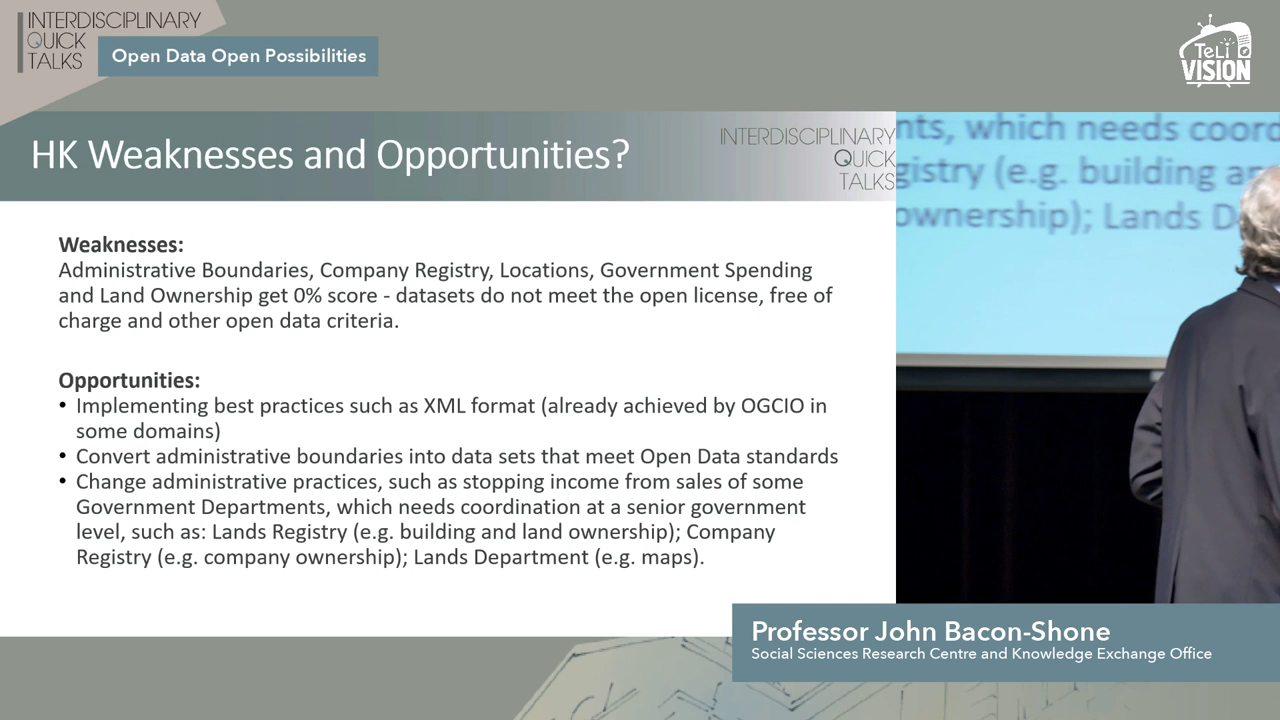 INTERDISCIPLINARY
QUICK
TALKS
Open Data Open Possibilities
TeLi
VISION
HK Weaknesses and Opportunities?
INTERDISCIPLINARY
QUICK
TALKS
Weaknesses:
Administrative Boundaries, Company Registry, Locations, Government Spending
and Land Ownership get 0% score - datasets do not meet the open license, free of
charge and other open data criteria.
Opportunities:
• Implementing best practices such as XML format (already achieved by OGCIO in
some domains)
• Convert administrative boundaries into data sets that meet Open Data standards
• Change administrative practices, such as stopping income from sales of some
Government Departments, which needs coordination at a senior government
level, such as: Lands Registry (e.g. building and land ownership); Company
Registry (e.g. company ownership); Lands Department (e.g. maps).
nts, which needs coord
gistry (e.g. building an
ownership); Lands D
Professor John Bacon-Shone
Social Sciences Research Centre and Knowledge Exchange Office